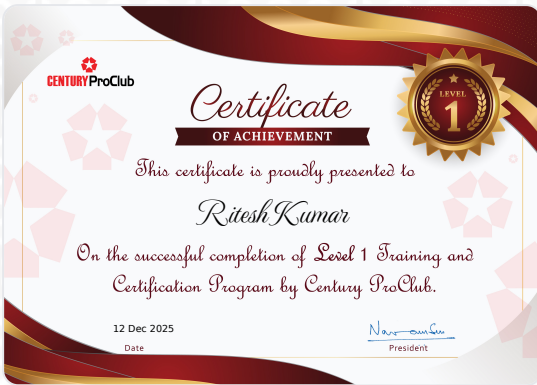 CENTURY ProClub
LEVEL
1
Certificate
OF ACHIEVEMENT
This certificate is proudly presented to
Ritesh Kumar
On the successful completion of Level 1 Training and
Certification Program by Century ProClub.
12 Dec 2025
Date
President